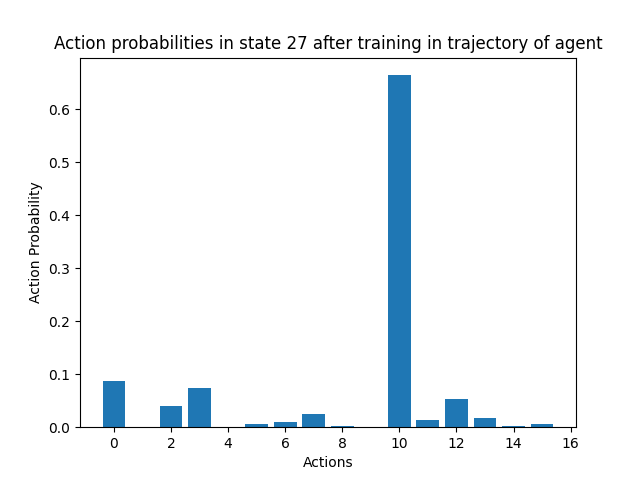 Action probabilities in state 27 after training in trajectory of agent
0.6
0.5
0.4
0.3
0.2
0.1
0.0
Action Probability
0 2 4 6 8 10 12 14 16
Actions